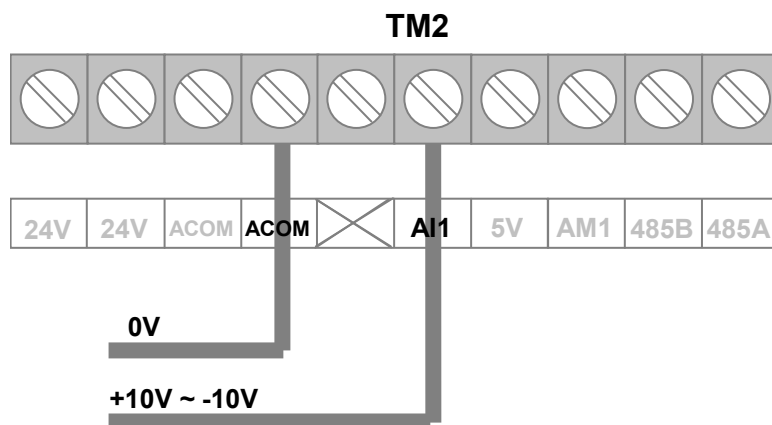 TM2
24V 24V ACOM ACOM AI1 5V AM1 485B 485A
0V
+10V ~ -10V